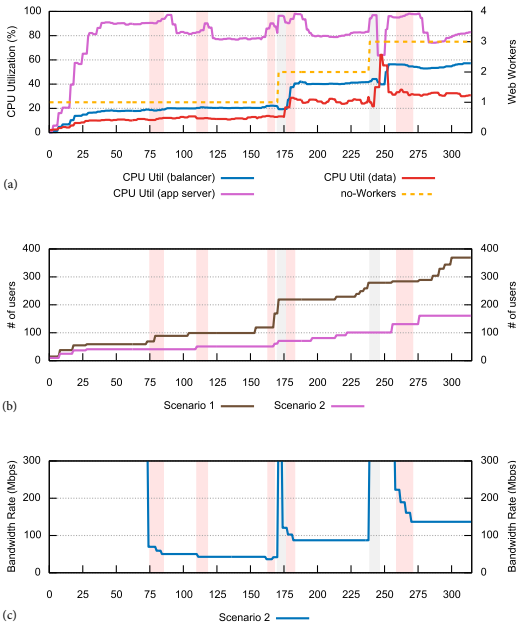 CPU Utilization (%)
100
80
60
40
20
0
4
3
2
1
0
Web Workers
0 25 50 75 100 125 150 175 200 225 250 275 300
CPU Util (balancer) CPU Util (data)
CPU Util (app server) no-Workers
(a)
# of users
400
300
200
100
0
400
300
200
100
0
# of users
0 25 50 75 100 125 150 175 200 225 250 275 300
Scenario 1 Scenario 2
(b)
Bandwidth Rate (Mbps)
300
200
100
0
300
200
100
0
Bandwidth Rate (Mbps)
0 25 50 75 100 125 150 175 200 225 250 275 300
Scenario 2
(c)